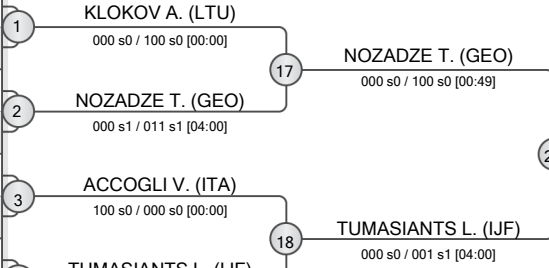 KLOKOV A. (LTU)
1
000 s0 / 100 s0 [00:00]
NOZADZE T. (GEO)
17
000 s0 / 100 s0 [00:49]
NOZADZE T. (GEO)
2
000 s1 / 011 s1 [04:00]
ACCOGLI V. (ITA)
3
100 s0 / 000 s0 [00:00]
TUMASIANTS L. (IJF)
18
000 s0 / 001 s1 [04:00]
TUMASIANTS L. (IJF)